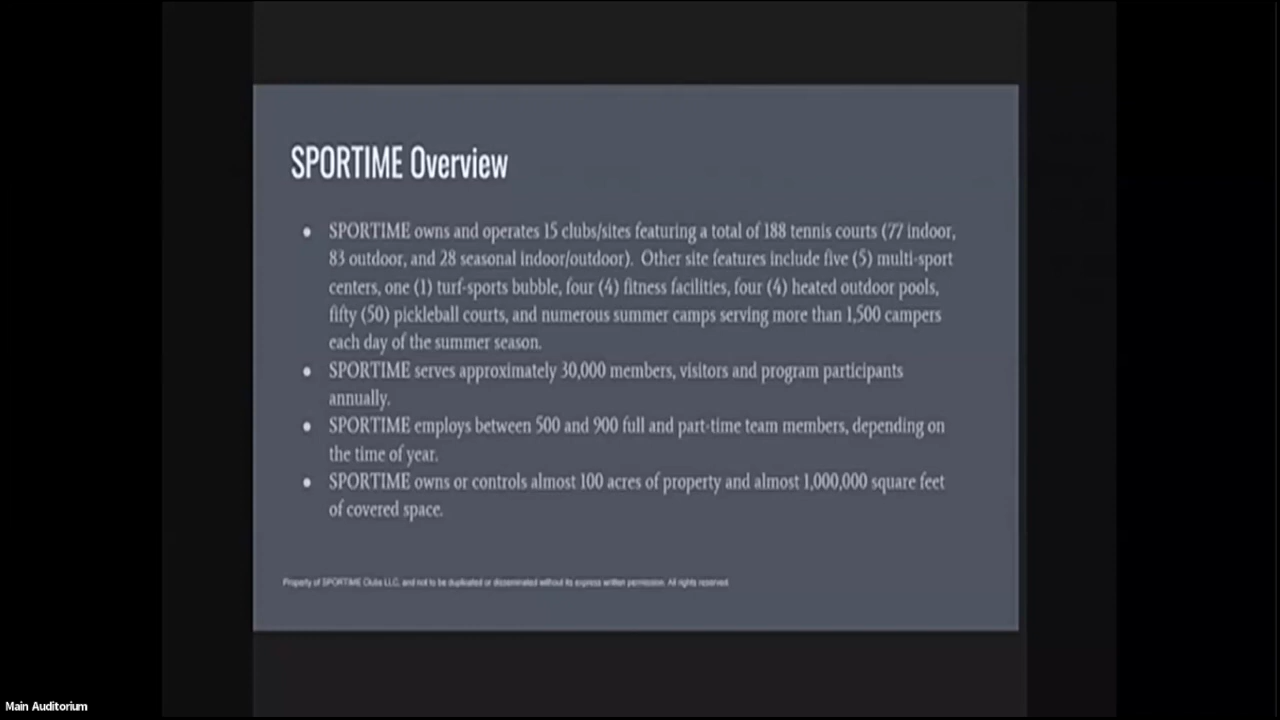 SPORTIME Overview
● SPORTIME owns and operates 15 clubs/sites featuring a total of 188 tennis courts (77 indoor,
83 outdoor, and 28 seasonal indoor/outdoor). Other site features include five (5) multi-sport
centers, one (1) turf-sports bubble, four (4) fitness facilities, four (4) heated outdoor pools,
fifty (50) pickleball courts, and numerous summer camps serving more than 1,500 campers
each day of the summer season.
● SPORTIME serves approximately 30,000 members, visitors and program participants
annually.
● SPORTIME employs between 500 and 900 full and part-time team members, depending on
the time of year.
● SPORTIME owns or controls almost 100 acres of property and almost 1,000,000 square feet
of covered space.
Property of SPORTIME Clubs LLC, and not to be duplicated or disseminated without its express written permission. All rights reserved.
Main Auditorium